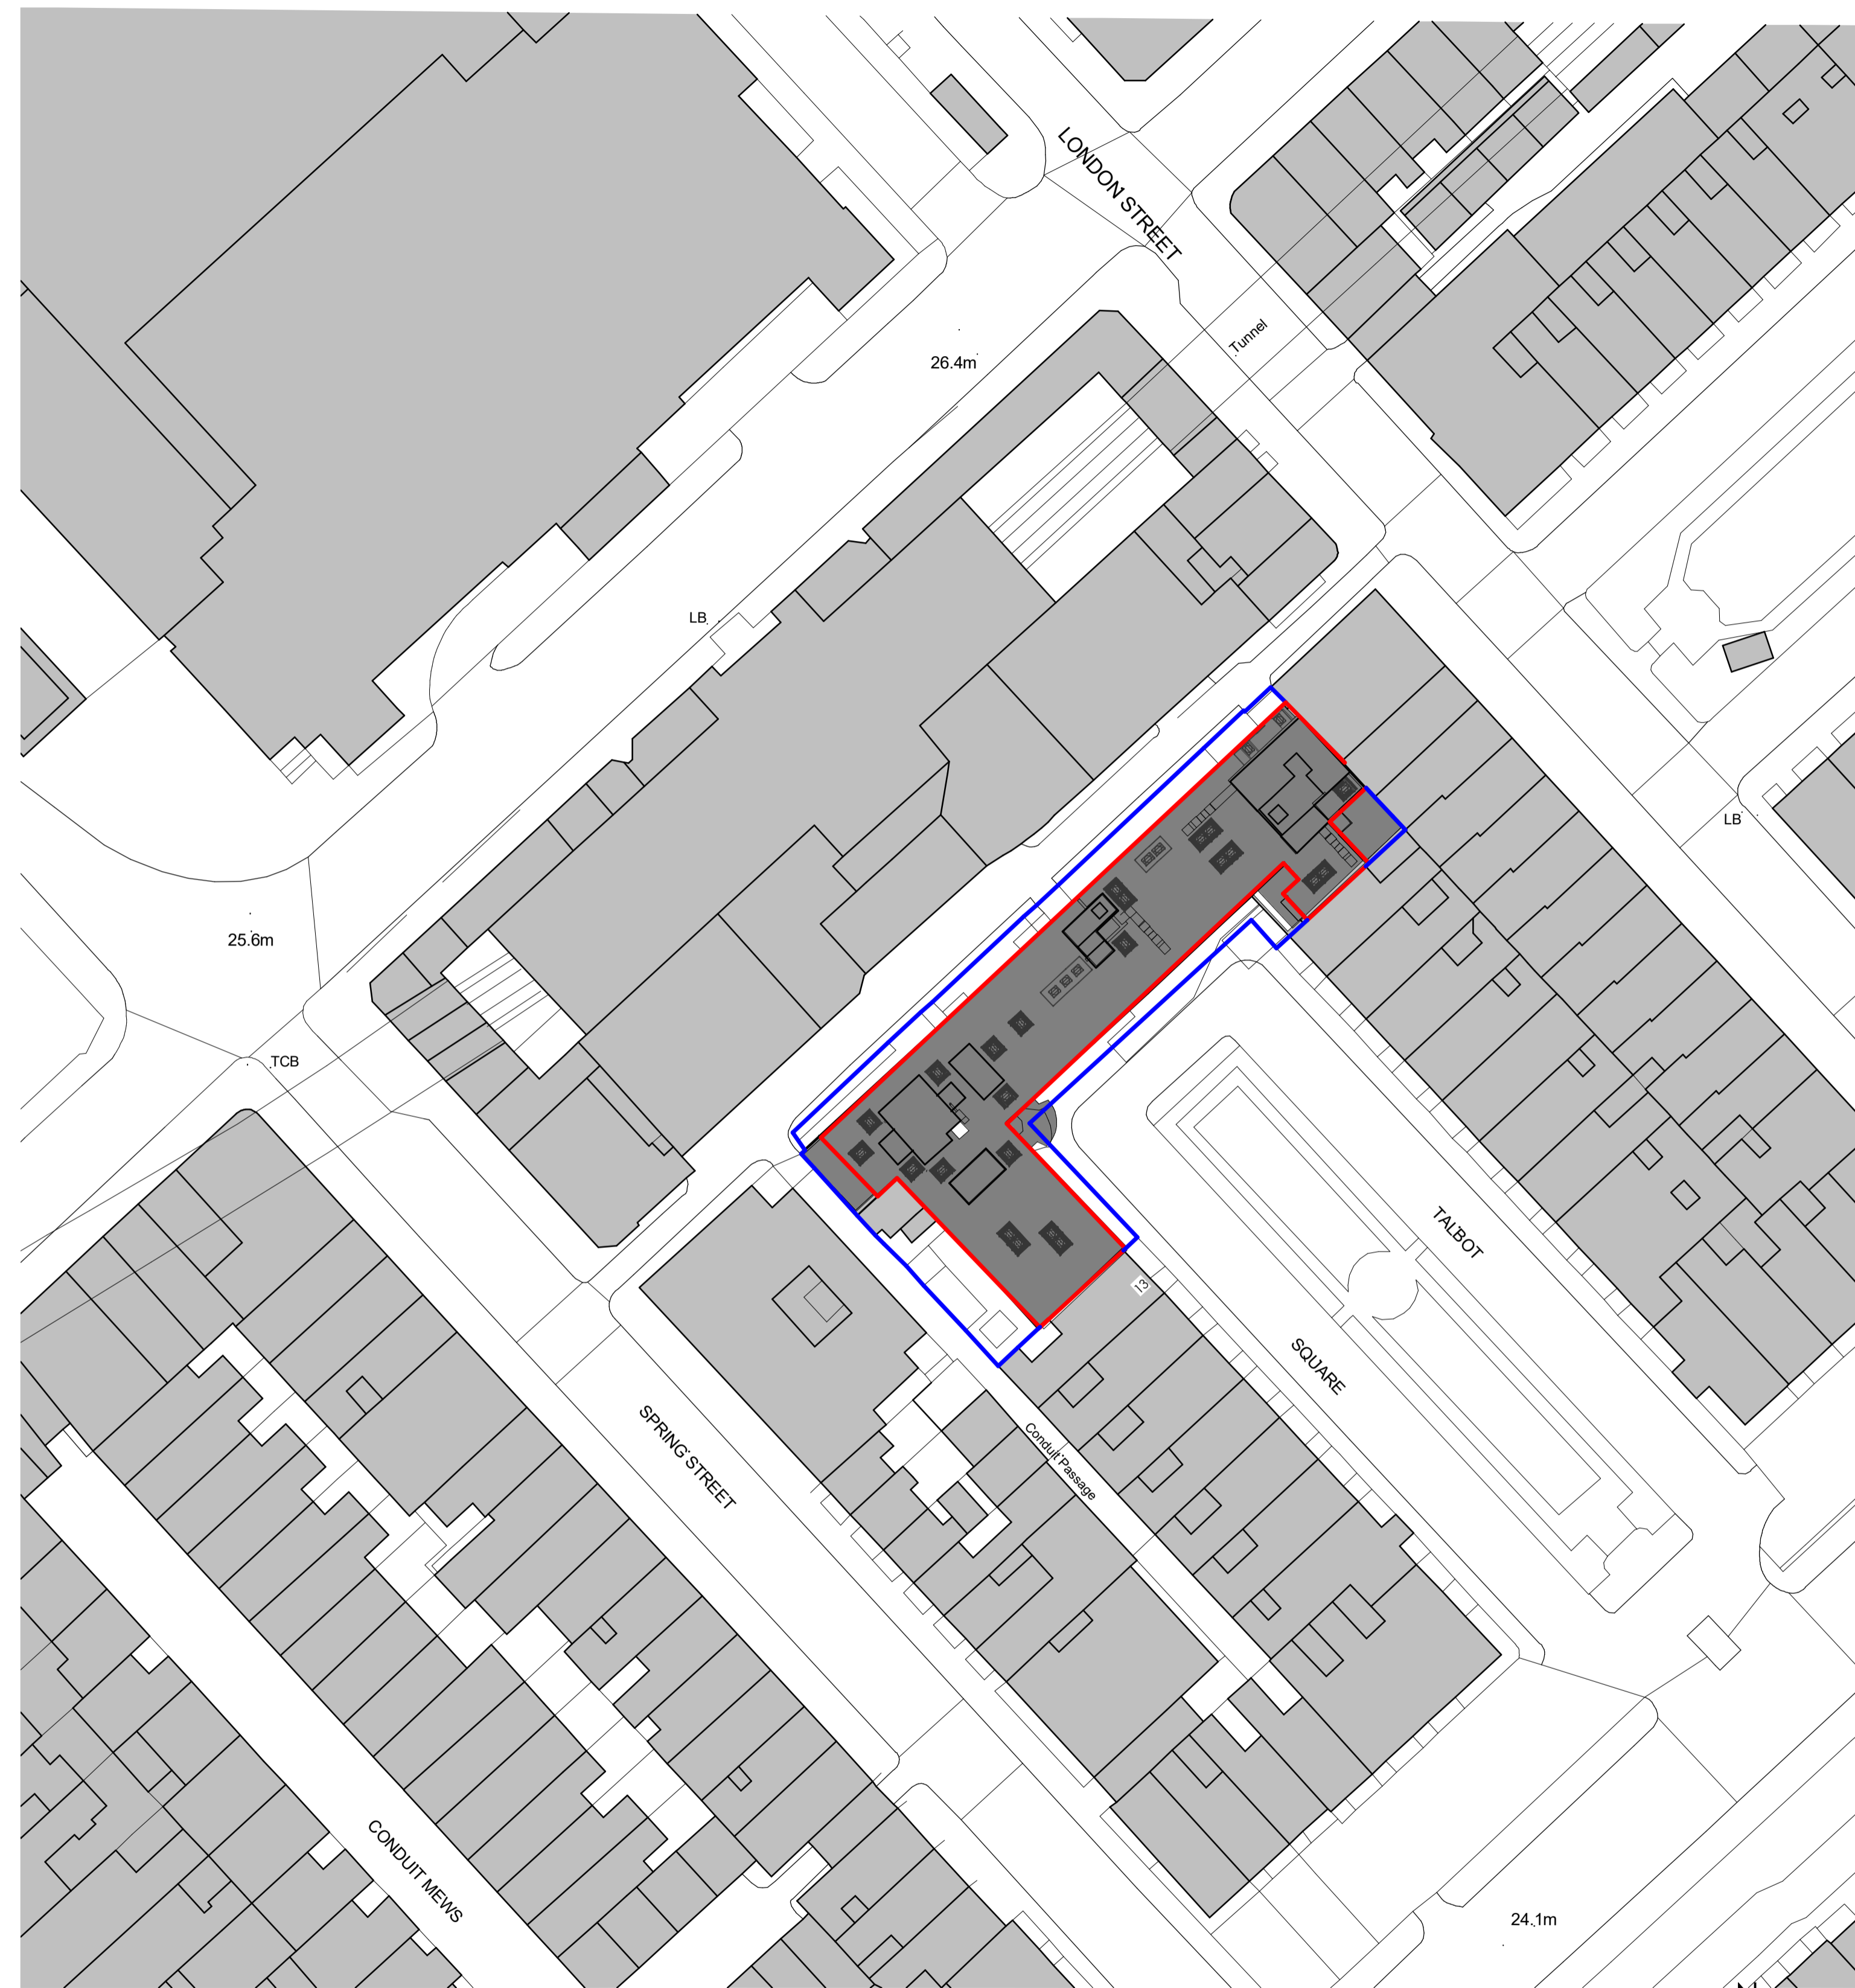 LONDON STREET
Tunnel
26.4m
LB
LB
25.6m
TCB
TALBOT
13
SQUARE
SPRING STREET
Conduit Passage
CONDUIT MEWS
24.1m